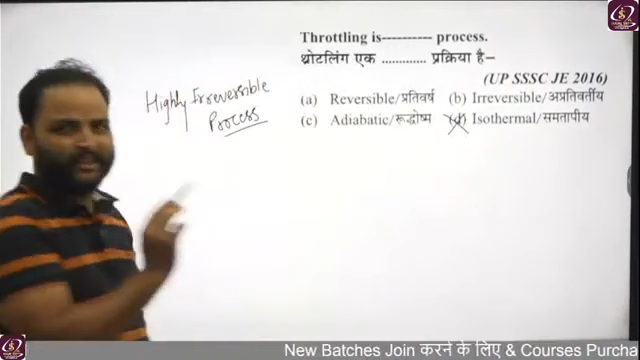 Throttling is---------- process.
थ्रोटलिंग एक ............ प्रक्रिया है–
(UP SSSC JE 2016)
(a) Reversible/प्रतिवर्ष (b) Irreversible/अप्रतिवर्तीय
(c) Adiabatic/रूद्धोष्म (d) Isothermal/समतापीय
Highly Irreversible
Process
New Batches Join करने के लिए & Courses Purcha